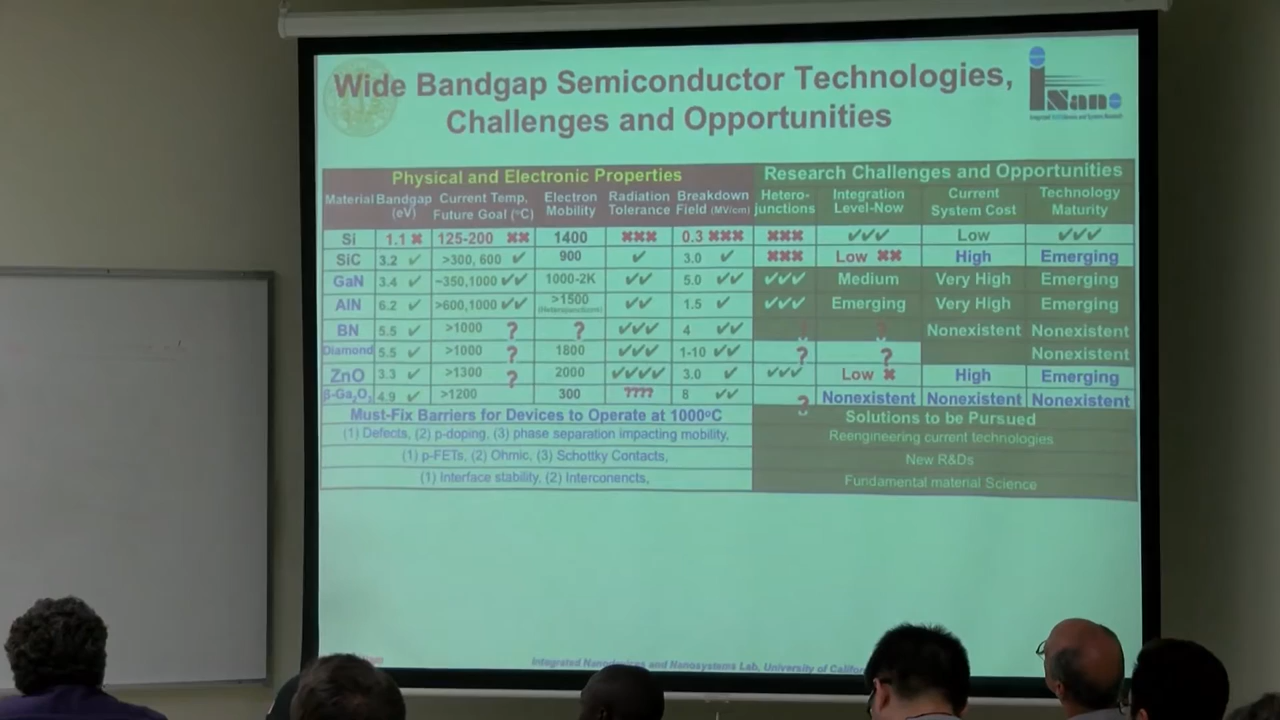 Wide Bandgap Semiconductor Technologies,
Challenges and Opportunities
Nano
Physical and Electronic Properties Research Challenges and Opportunities
Material Bandgap (eV) Current Temp, Future Goal (°C) Electron Mobility Radiation Tolerance Breakdown Field (MV/cm) Hetero-junctions Integration Level-Now Current System Cost Technology Maturity
Si 1.1 ✖ 125-200 ✖✖ 1400 ✖✖✖ 0.3 ✖✖✖ ✖✖✖ ✔✔✔ Low ✔✔✔
SiC 3.2 ✔ >300, 600 ✔ 900 ✔ 3.0 ✔ ✖✖✖ Low ✖✖ High Emerging
GaN 3.4 ✔ ~350,1000 ✔✔ 1000-2K ✔✔ 5.0 ✔✔ ✔✔✔ Medium Very High Emerging
AlN 6.2 ✔ >600,1000 ✔✔ >1500 ✔✔ 1.5 ✔ ✔✔✔ Emerging Very High Emerging
BN 5.5 ✔ >1000 ? ? ✔✔✔ 4 ✔✔ ? ? Nonexistent Nonexistent
Diamond 5.5 ✔ >1000 ? 1800 ✔✔✔ 1-10 ✔✔ ? ? Nonexistent
ZnO 3.3 ✔ >1300 ? 2000 ✔✔✔✔ 3.0 ✔ ✔✔✔ Low ✖ High Emerging
β-Ga2O3 4.9 ✔ >1200 300 ???? 8 ✔✔ ? Nonexistent Nonexistent Nonexistent
Must-Fix Barriers for Devices to Operate at 1000ºC Solutions to be Pursued
(1) Defects, (2) p-doping, (3) phase separation impacting mobility, Reengineering current technologies
(1) p-FETs, (2) Ohmic, (3) Schottky Contacts, New R&Ds
(1) Interface stability, (2) Interconencts, Fundamental material Science
Integrated Nanodevices and Nanosystems Lab, University of